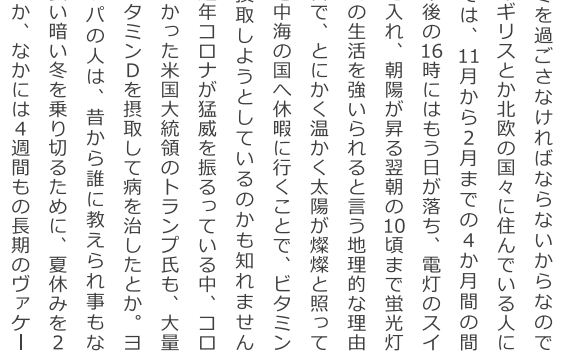 を過ごさなければならないからなので
ギリスとか北欧の国々に住んでいる人に
では、11月から2月までの4か月間の間
後の16時にはもう日が落ち、電灯のスイ
入れ、朝陽が昇る翌朝の10頃まで蛍光灯
の生活を強いられると言う地理的な理由
で、とにかく温かく太陽が燦燦と照って
中海の国へ休暇に行くことで、ビタミン
摂取しようとしているのかも知れません
年コロナが猛威を振るっている中、コロ
かった米国大統領のトランプ氏も、大量
タミンDを摂取して病を治したとか。ヨ
パの人は、昔から誰に教えられ事もな
い暗い冬を乗り切るために、夏休みを2
か、なかには4週間もの長期のヴァケー